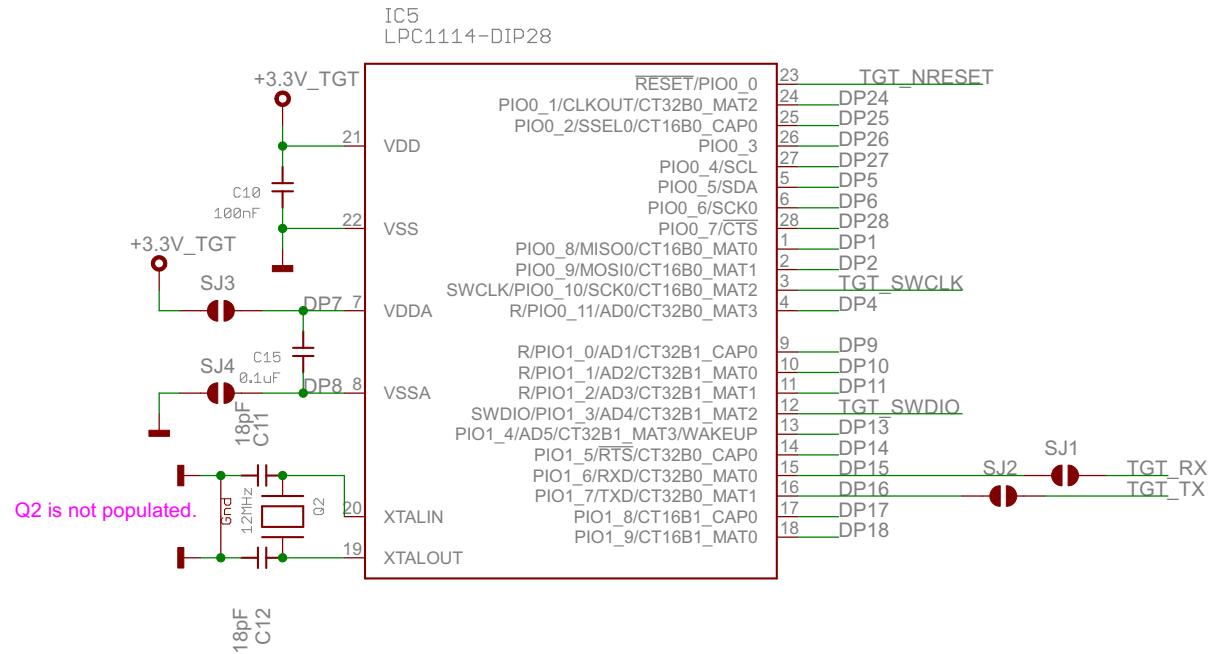 IC5
LPC1114-DIP28
+3.3V_TGT
21 VDD
C10
100nF
22 VSS
+3.3V_TGT
SJ3
DP7 7 VDDA
C15
0.1uF
SJ4
DP8 8 VSSA
18pF
C11
Q2 is not populated.
Gnd
12MHz
Q2
20 XTALIN
19 XTALOUT
18pF
C12
RESET/PIO0_0 23 TGT_NRESET
PIO0_1/CLKOUT/CT32B0_MAT2 24 DP24
PIO0_2/SSEL0/CT16B0_CAP0 25 DP25
PIO0_3 26 DP26
PIO0_4/SCL 27 DP27
PIO0_5/SDA 5 DP5
PIO0_6/SCK0 6 DP6
PIO0_7/CTS 28 DP28
PIO0_8/MISO0/CT16B0_MAT0 1 DP1
PIO0_9/MOSI0/CT16B0_MAT1 2 DP2
SWCLK/PIO0_10/SCK0/CT16B0_MAT2 3 TGT_SWCLK
R/PIO0_11/AD0/CT32B0_MAT3 4 DP4
R/PIO1_0/AD1/CT32B1_CAP0 9 DP9
R/PIO1_1/AD2/CT32B1_MAT0 10 DP10
R/PIO1_2/AD3/CT32B1_MAT1 11 DP11
SWDIO/PIO1_3/AD4/CT32B1_MAT2 12 TGT_SWDIO
PIO1_4/AD5/CT32B1_MAT3/WAKEUP 13 DP13
PIO1_5/RTS/CT32B0_CAP0 14 DP14
PIO1_6/RXD/CT32B0_MAT0 15 DP15 SJ1 TGT_RX
PIO1_7/TXD/CT32B0_MAT1 16 DP16 SJ2 TGT_TX
PIO1_8/CT16B1_CAP0 17 DP17
PIO1_9/CT16B1_MAT0 18 DP18